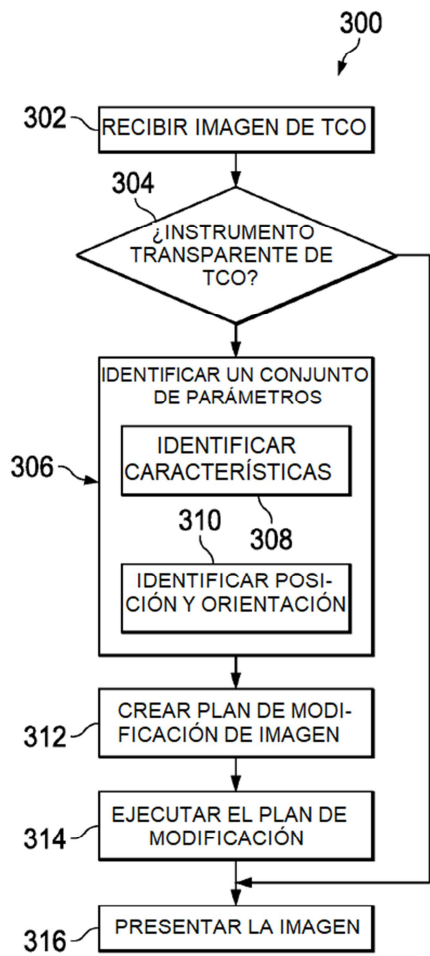 300
302
RECIBIR IMAGEN DE TCO
304
¿INSTRUMENTO
TRANSPARENTE DE
TCO?
306
IDENTIFICAR UN CONJUNTO
DE PARÁMETROS
IDENTIFICAR
CARACTERÍSTICAS
308
310
IDENTIFICAR POSI-
CIÓN Y ORIENTACIÓN
312
CREAR PLAN DE MODI-
FICACIÓN DE IMAGEN
314
EJECUTAR EL PLAN DE
MODIFICACIÓN
316
PRESENTAR LA IMAGEN